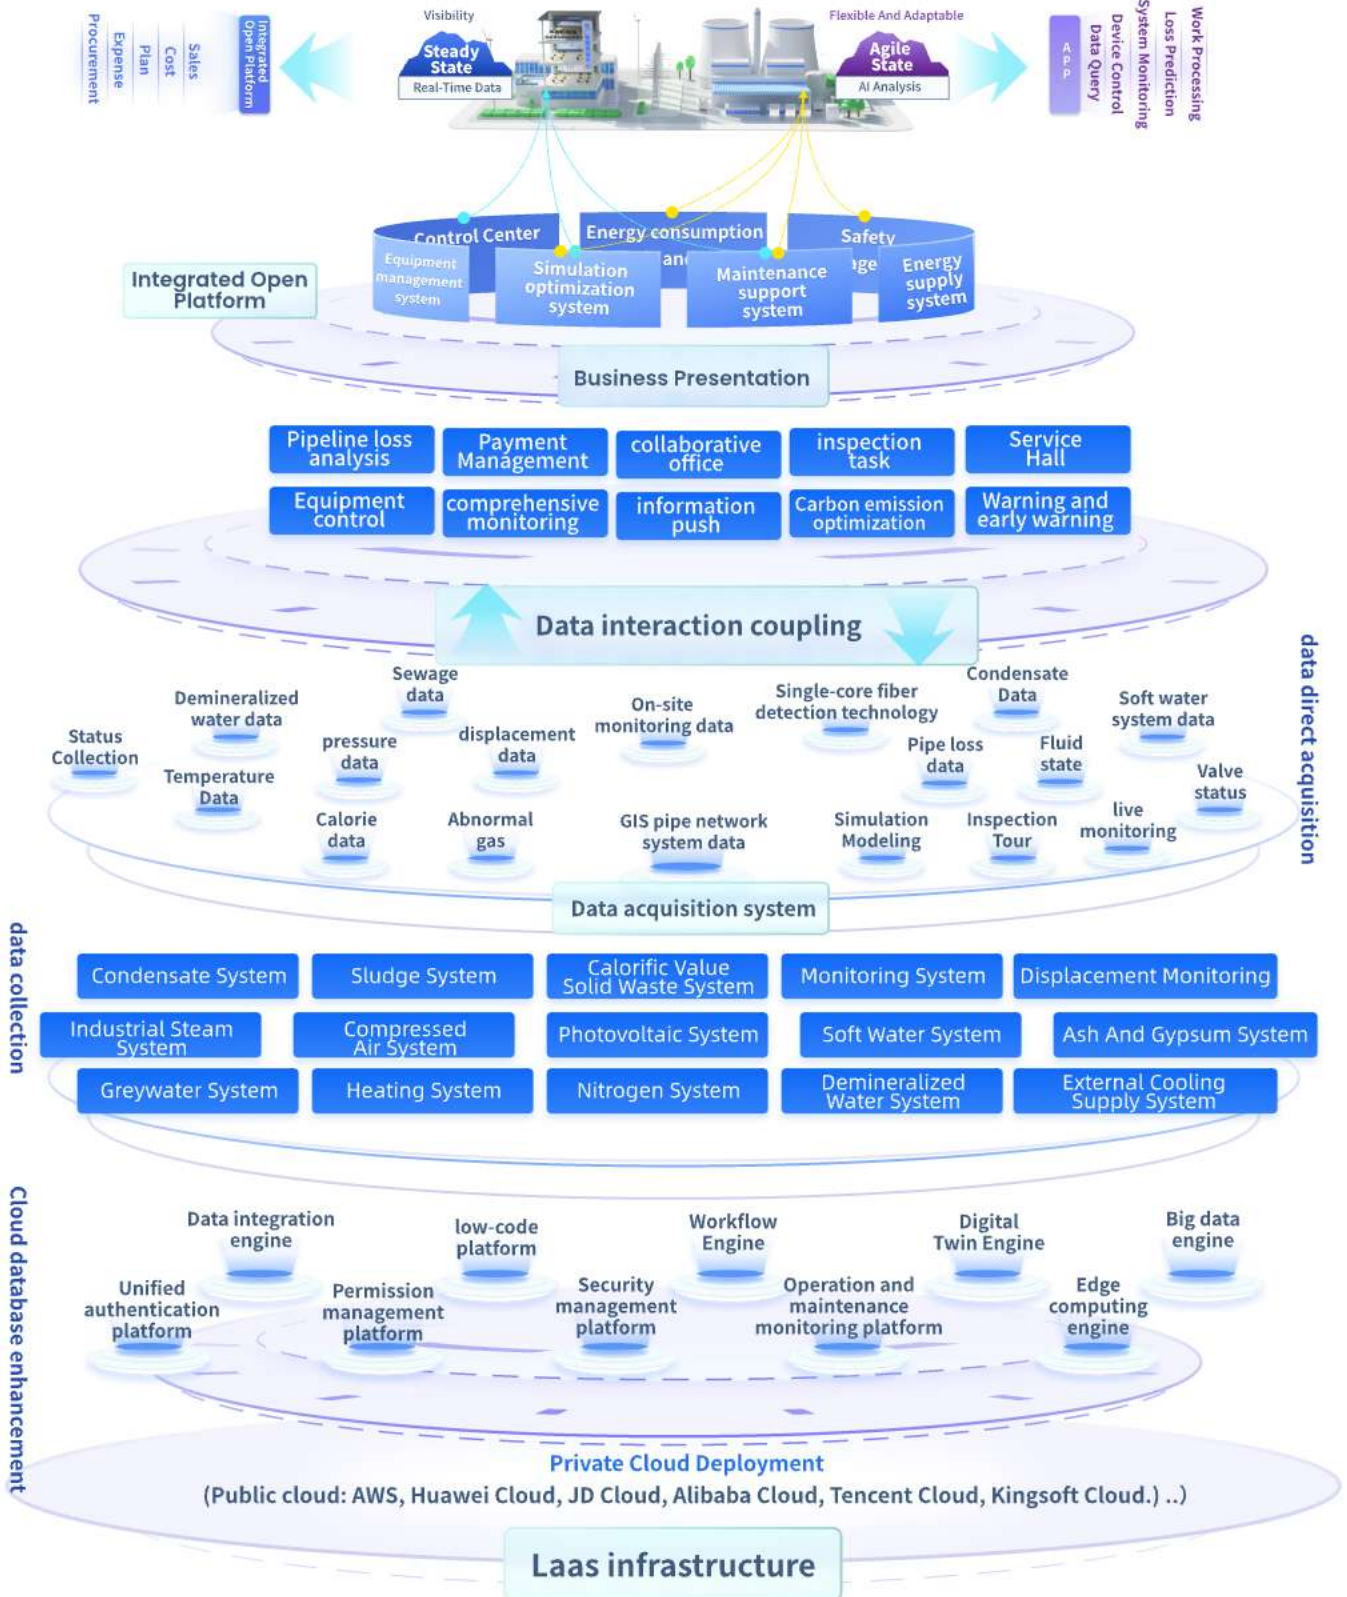 Visibility
Steady
State
Real-Time Data
Flexible And Adaptable
Agile
State
AI Analysis
Integrated
Open Platform
Sales
Cost
Plan
Expense
Procurement
APP
Work Processing
Loss Prediction
System Monitoring
Device Control
Data Query
Control Center
Energy consumption
Safety
Equipment
management
system
Simulation
optimization
system
Maintenance
support
system
Energy
supply
system
Integrated Open
Platform
Business Presentation
Pipeline loss
analysis
Payment
Management
collaborative
office
inspection
task
Service
Hall
Equipment
control
comprehensive
monitoring
information
push
Carbon emission
optimization
Warning and
early warning
Data interaction coupling
data direct acquisition
Sewage
data
Condensate
Data
Demineralized
water data
On-site
monitoring data
Single-core fiber
detection technology
Soft water
system data
Status
Collection
pressure
data
displacement
data
Pipe loss
data
Fluid
state
Temperature
Data
Valve
status
Calorie
data
Abnormal
gas
GIS pipe network
system data
Simulation
Modeling
Inspection
Tour
live
monitoring
Data acquisition system
data collection
Condensate System
Sludge System
Calorific Value
Solid Waste System
Monitoring System
Displacement Monitoring
Industrial Steam
System
Compressed
Air System
Photovoltaic System
Soft Water System
Ash And Gypsum System
Greywater System
Heating System
Nitrogen System
Demineralized
Water System
External Cooling
Supply System
Cloud database enhancement
Data integration
engine
low-code
platform
Workflow
Engine
Digital
Twin Engine
Big data
engine
Unified
authentication
platform
Permission
management
platform
Security
management
platform
Operation and
maintenance
monitoring platform
Edge
computing
engine
Private Cloud Deployment
(Public cloud: AWS, Huawei Cloud, JD Cloud, Alibaba Cloud, Tencent Cloud, Kingsoft Cloud.) ..)
Laas infrastructure